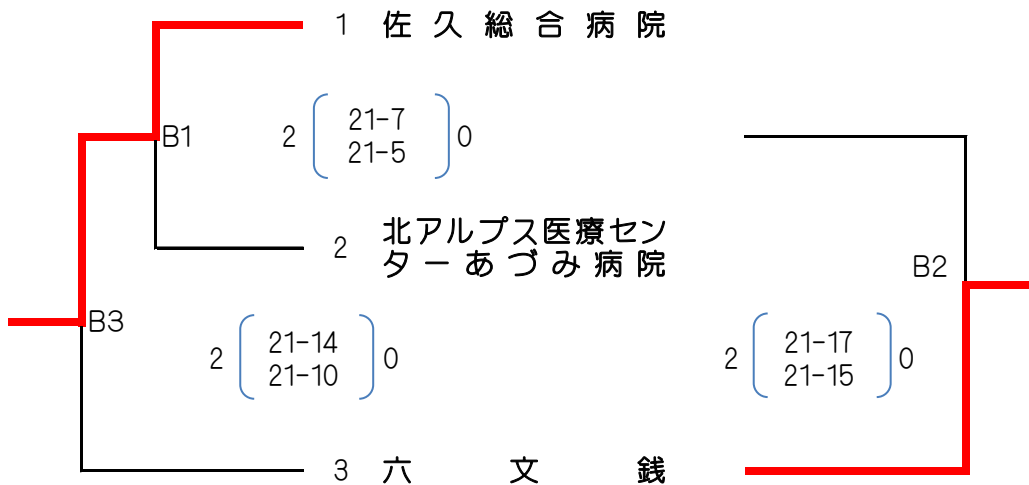 1 佐久総合病院
B1 2 21-7 0
21-5
2 北アルプス医療セン
ターあづみ病院
B2
B3
2 21-14 0 2 21-17 0
21-10 21-15
3 六文銭